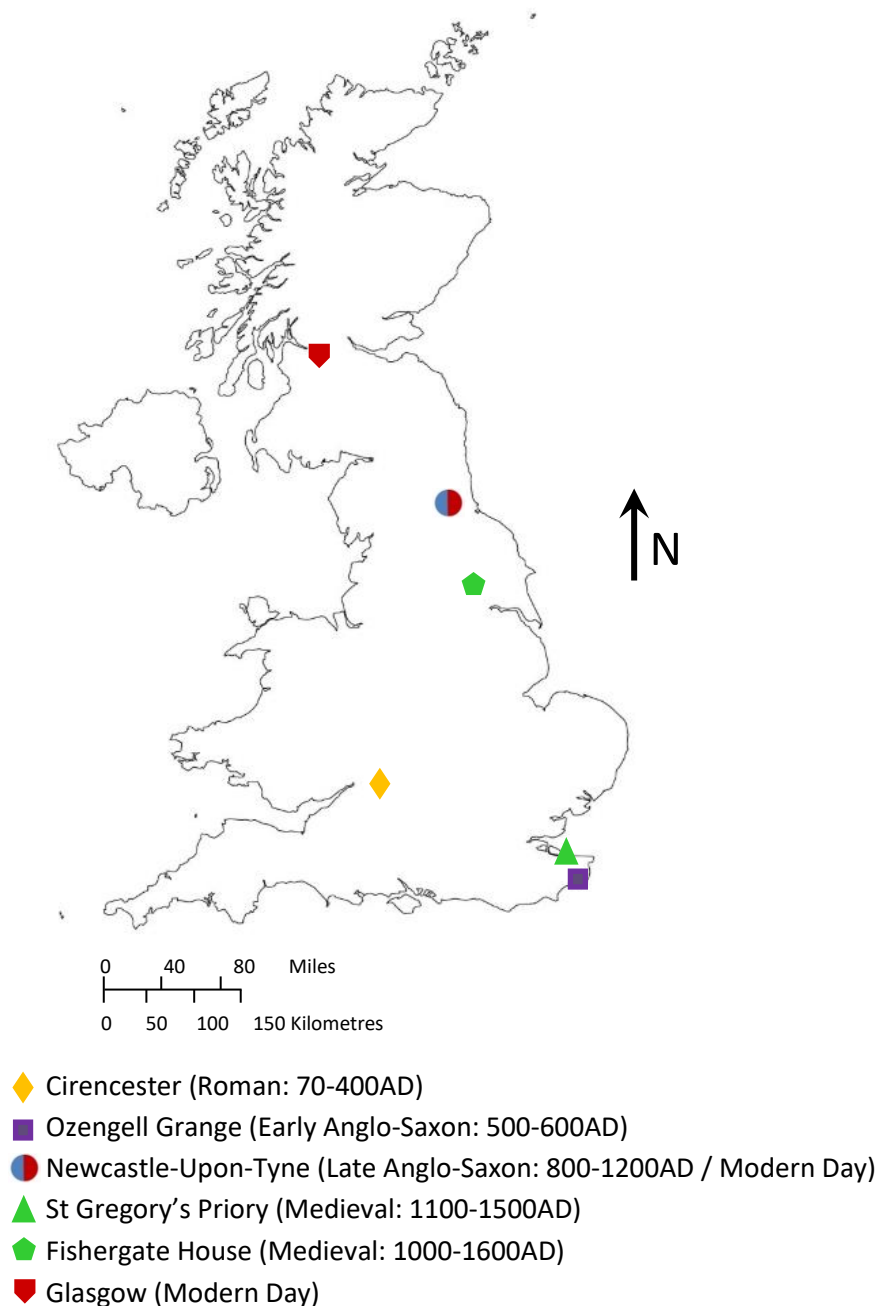 N
0 40 80 Miles
0 50 100 150 Kilometres
Cirencester (Roman: 70-400AD)
Ozengell Grange (Early Anglo-Saxon: 500-600AD)
Newcastle-Upon-Tyne (Late Anglo-Saxon: 800-1200AD / Modern Day)
St Gregory’s Priory (Medieval: 1100-1500AD)
Fishergate House (Medieval: 1000-1600AD)
Glasgow (Modern Day)